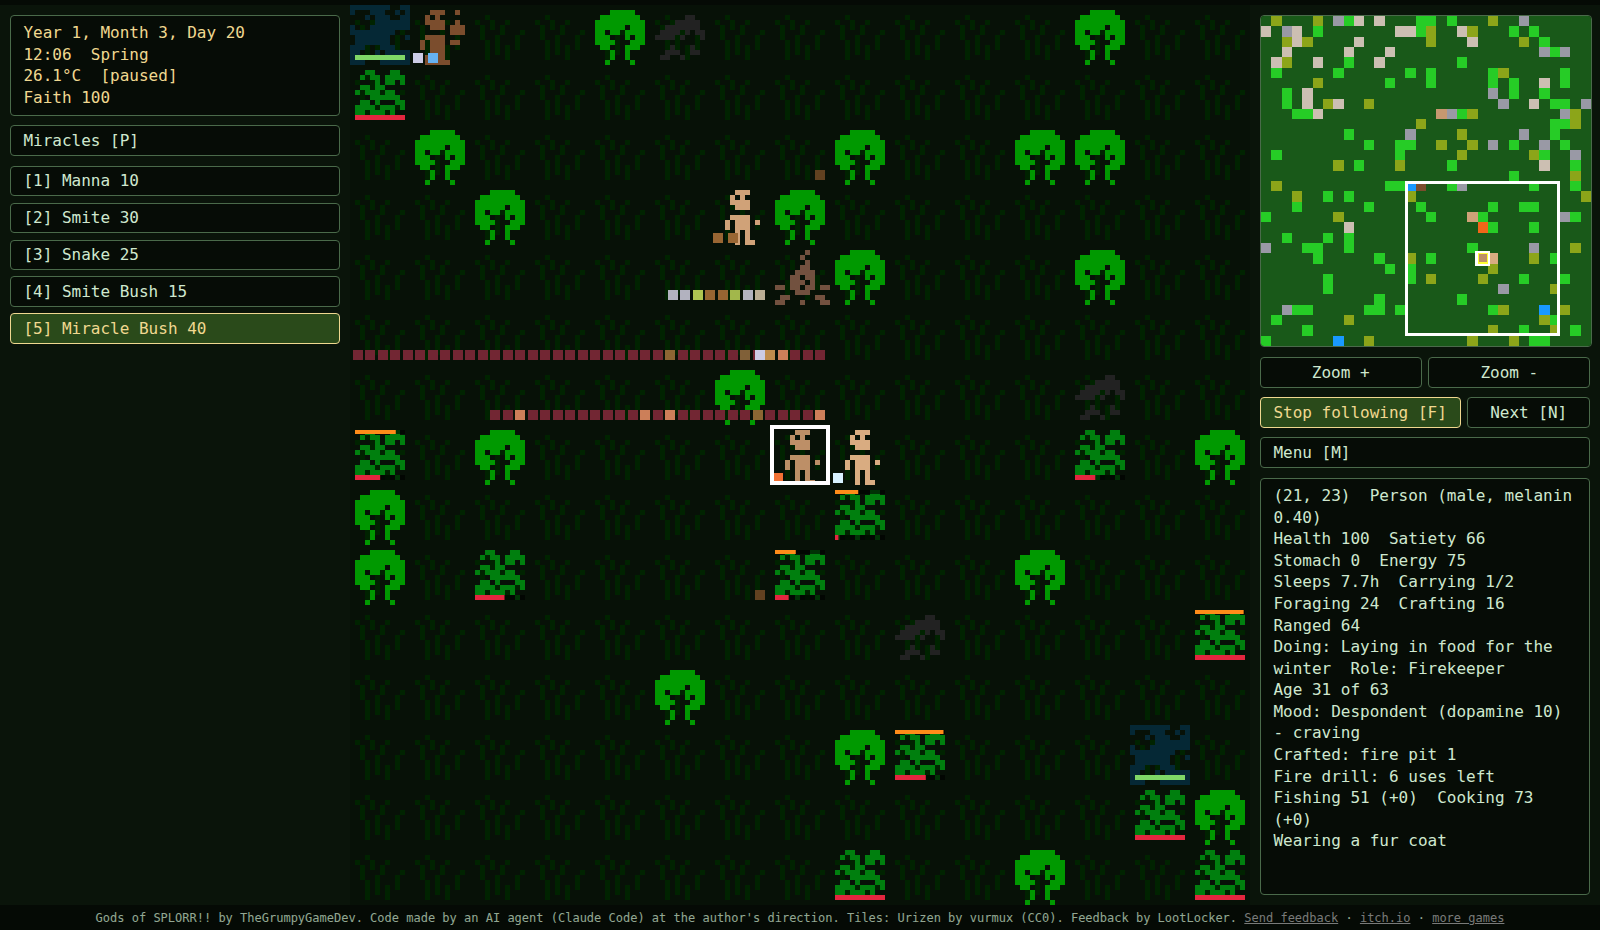 Year 1, Month 3, Day 20
12:06  Spring
26.1°C  [paused]
Faith 100
Miracles [P]
[1] Manna 10
[2] Smite 30
[3] Snake 25
[4] Smite Bush 15
[5] Miracle Bush 40
Zoom +
Zoom -
Stop following [F]
Next [N]
Menu [M]
(21, 23)  Person (male, melanin
0.40)
Health 100  Satiety 66
Stomach 0  Energy 75
Sleeps 7.7h  Carrying 1/2
Foraging 24  Crafting 16
Ranged 64
Doing: Laying in food for the
winter  Role: Firekeeper
Age 31 of 63
Mood: Despondent (dopamine 10)
- craving
Crafted: fire pit 1
Fire drill: 6 uses left
Fishing 51 (+0)  Cooking 73
(+0)
Wearing a fur coat
Gods of SPLORR!! by TheGrumpyGameDev. Code made by an AI agent (Claude Code) at the author's direction. Tiles: Urizen by vurmux (CC0). Feedback by LootLocker. Send feedback · itch.io · more games